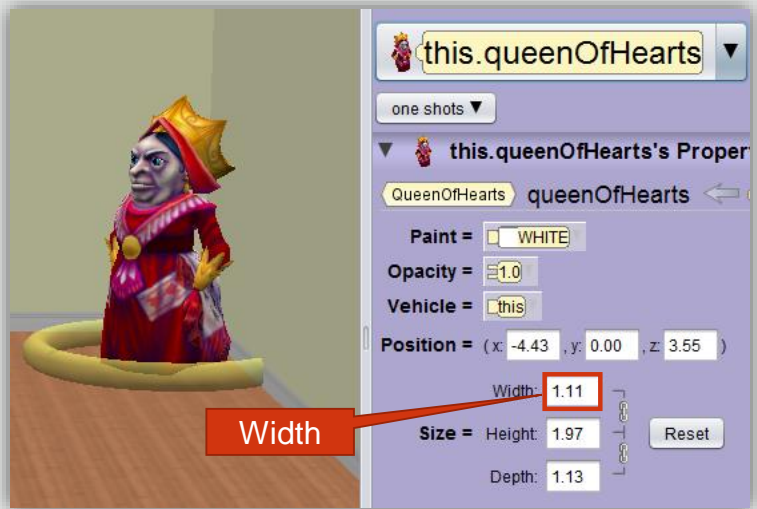 this.queenOfHearts
one shots
this.queenOfHearts's Proper
QueenOfHearts queenOfHearts
Paint = WHITE
Opacity = 1.0
Vehicle = this
Position = (x: -4.43 , y: 0.00 , z: 3.55 )
Width: 1.11
Width
Size = Height: 1.97 Reset
Depth: 1.13